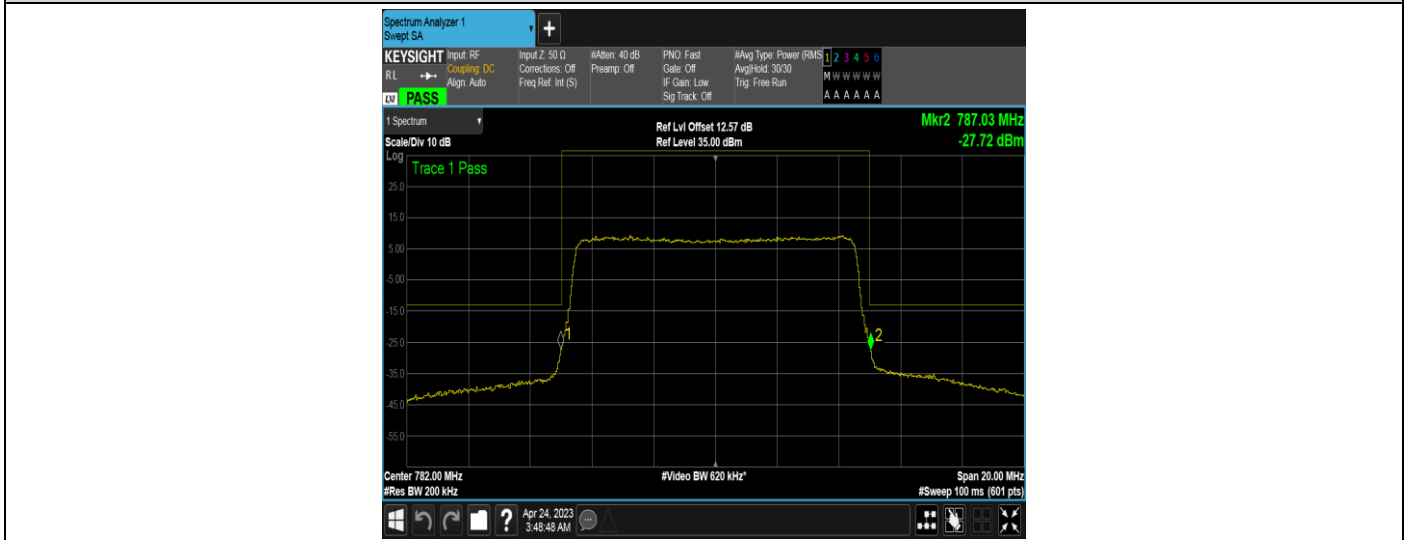 Spectrum Analyzer 1
Swept SA
+
KEYSIGHT Input: RF Input Z: 50 Ω #Atten: 40 dB PNO: Fast #Avg Type: Power (RMS 1 2 3 4 5 6
RL Coupling: DC Corrections: Off Preamp: Off Gate: Off Avg|Hold: 30/30 M W W W W W
Align: Auto Freq Ref: Int (S) IF Gain: Low Trig: Free Run
Sig Track: Off A A A A A A
LXI PASS
1 Spectrum Ref Lvl Offset 12.57 dB Mkr2 787.03 MHz
Scale/Div 10 dB Ref Level 35.00 dBm -27.72 dBm
Log
Trace 1 Pass
25.0
15.0
5.00
-5.00
-15.0
1 2
-25.0
-35.0
-45.0
-55.0
Center 782.00 MHz #Video BW 620 kHz* Span 20.00 MHz
#Res BW 200 kHz #Sweep 100 ms (601 pts)
? Apr 24, 2023
3:48:48 AM